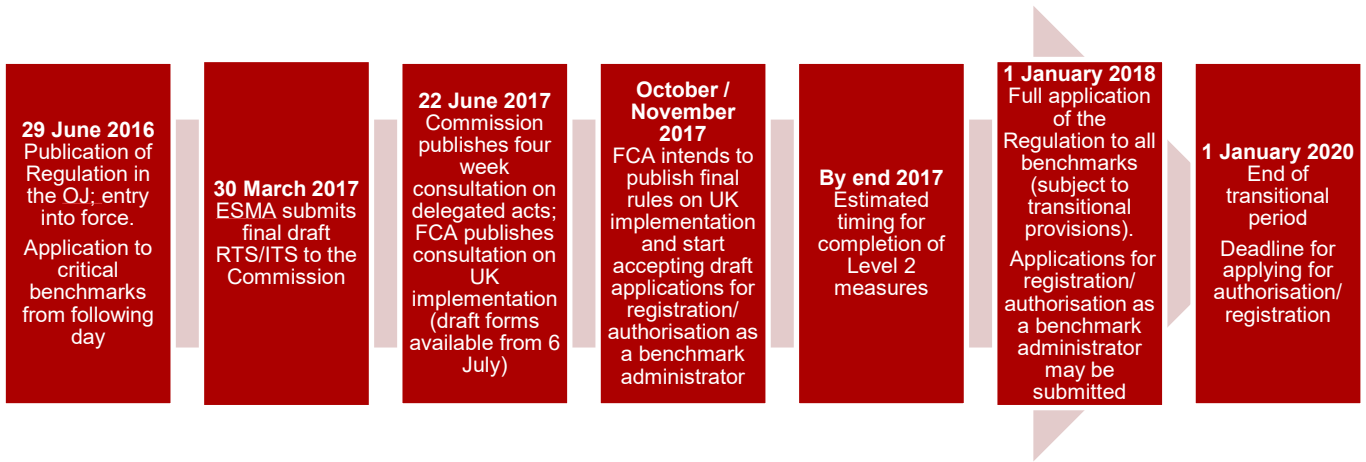 29 June 2016
Publication of
Regulation in
the OJ; entry
into force.
Application to
critical
benchmarks
from following
day
30 March 2017
ESMA submits
final draft
RTS/ITS to the
Commission
22 June 2017
Commission
publishes four
week
consultation on
delegated acts;
FCA publishes
consultation on
UK
implementation
(draft forms
available from 6
July)
October /
November
2017
FCA intends to
publish final
rules on UK
implementation
and start
accepting draft
applications for
registration/
authorisation as
a benchmark
administrator
By end 2017
Estimated
timing for
completion of
Level 2
measures
1 January 2018
Full application
of the
Regulation to all
benchmarks
(subject to
transitional
provisions).
Applications for
registration/
authorisation as
a benchmark
administrator
may be
submitted
1 January 2020
End of
transitional
period
Deadline for
applying for
authorisation/
registration